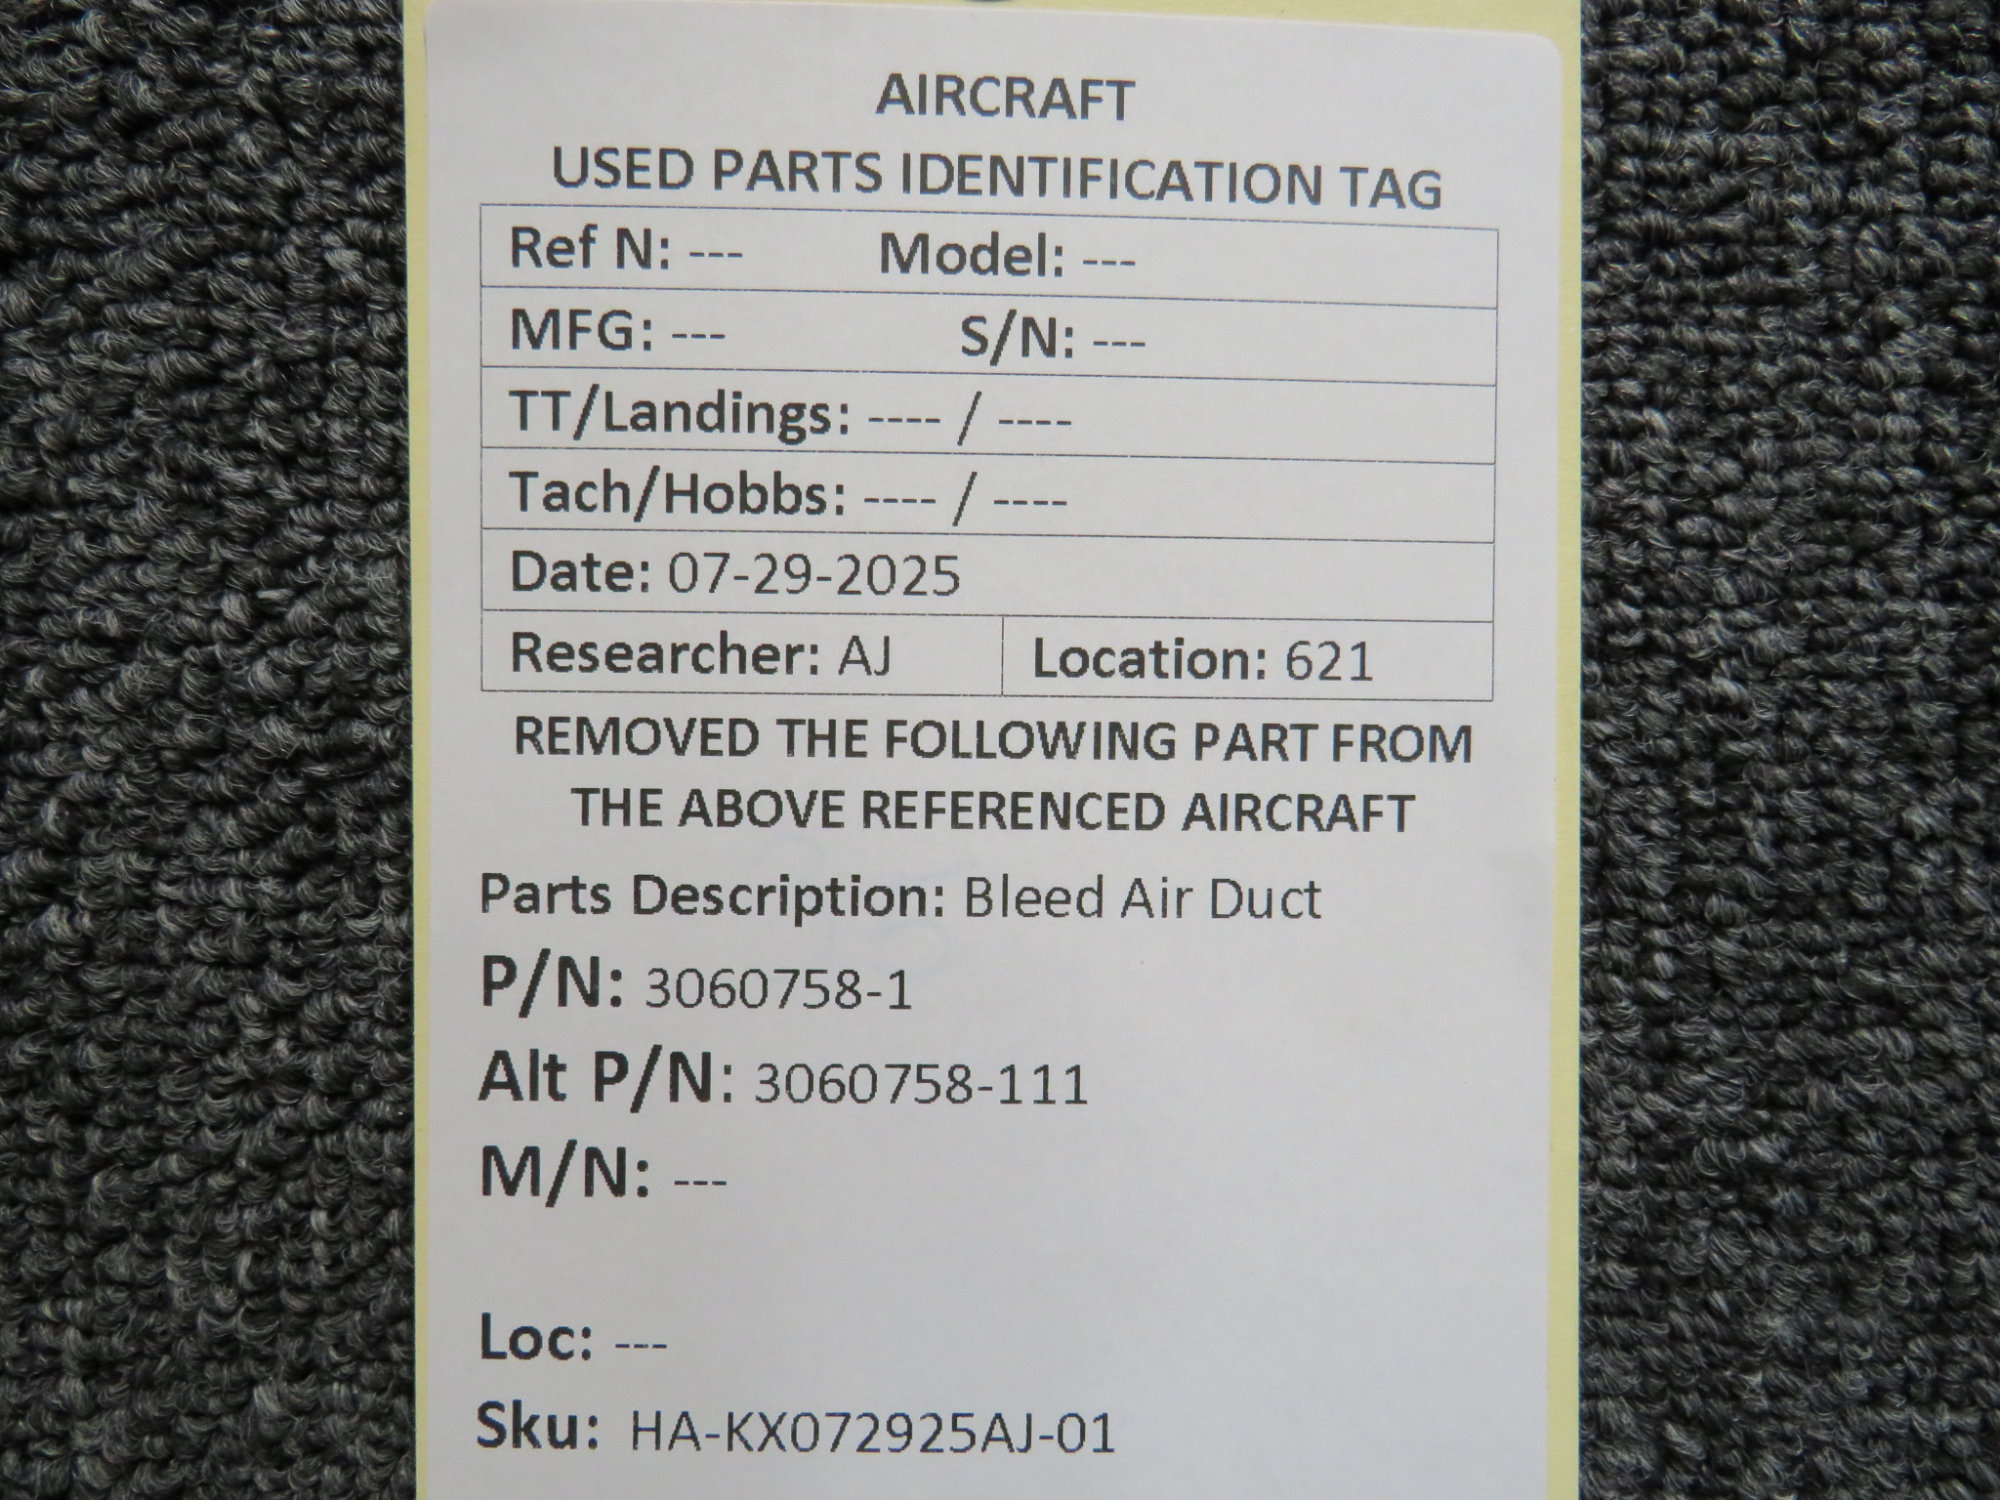 AIRCRAFT
USED PARTS IDENTIFICATION TAG
Ref N: --- Model: ---
MFG: --- S/N: ---
TT/Landings: ---- / ----
Tach/Hobbs: ---- / ----
Date: 07-29-2025
Researcher: AJ Location: 621
REMOVED THE FOLLOWING PART FROM
THE ABOVE REFERENCED AIRCRAFT
Parts Description: Bleed Air Duct
P/N: 3060758-1
Alt P/N: 3060758-111
M/N: ---
Loc: ---
Sku: HA-KX072925AJ-01